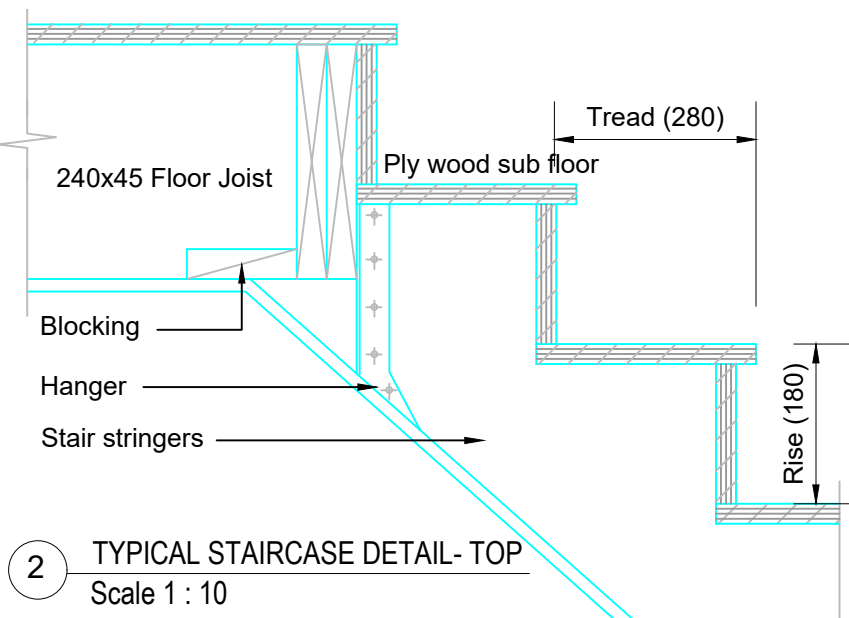 Tread (280)
Ply wood sub floor
240x45 Floor Joist
Blocking
Hanger
Stair stringers
Rise (180)
2
TYPICAL STAIRCASE DETAIL- TOP
Scale 1 : 10